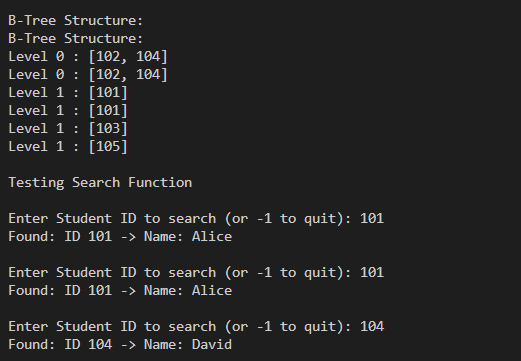 B-Tree Structure:
B-Tree Structure:
Level 0 : [102, 104]
Level 0 : [102, 104]
Level 1 : [101]
Level 1 : [101]
Level 1 : [103]
Level 1 : [105]
Testing Search Function
Enter Student ID to search (or -1 to quit): 101
Found: ID 101 -> Name: Alice
Enter Student ID to search (or -1 to quit): 101
Found: ID 101 -> Name: Alice
Enter Student ID to search (or -1 to quit): 104
Found: ID 104 -> Name: David